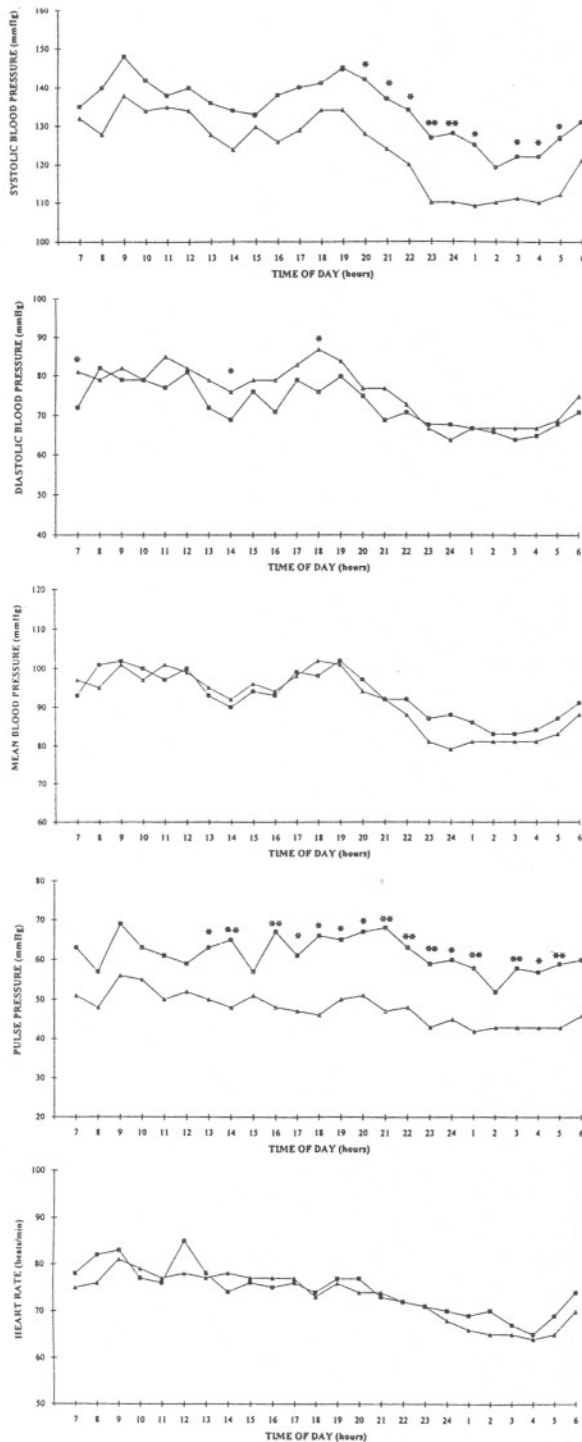 SYSTOLIC BLOOD PRESSURE (mmHg)
160
150
140
130
120
110
100
7 8 9 10 11 12 13 14 15 16 17 18 19 20 21 22 23 24 1 2 3 4 5 6
TIME OF DAY (hours)
DIASTOLIC BLOOD PRESSURE (mmHg)
100
90
80
70
60
50
40
7 8 9 10 11 12 13 14 15 16 17 18 19 20 21 22 23 24 1 2 3 4 5 6
TIME OF DAY (hours)
MEAN BLOOD PRESSURE (mmHg)
120
110
100
90
80
70
60
7 8 9 10 11 12 13 14 15 16 17 18 19 20 21 22 23 24 1 2 3 4 5 6
TIME OF DAY (hours)
PULSE PRESSURE (mmHg)
80
70
60
50
40
30
20
7 8 9 10 11 12 13 14 15 16 17 18 19 20 21 22 23 24 1 2 3 4 5 6
TIME OF DAY (hours)
HEART RATE (beats/min)
100
90
80
70
60
50
7 8 9 10 11 12 13 14 15 16 17 18 19 20 21 22 23 24 1 2 3 4 5 6
TIME OF DAY (hours)